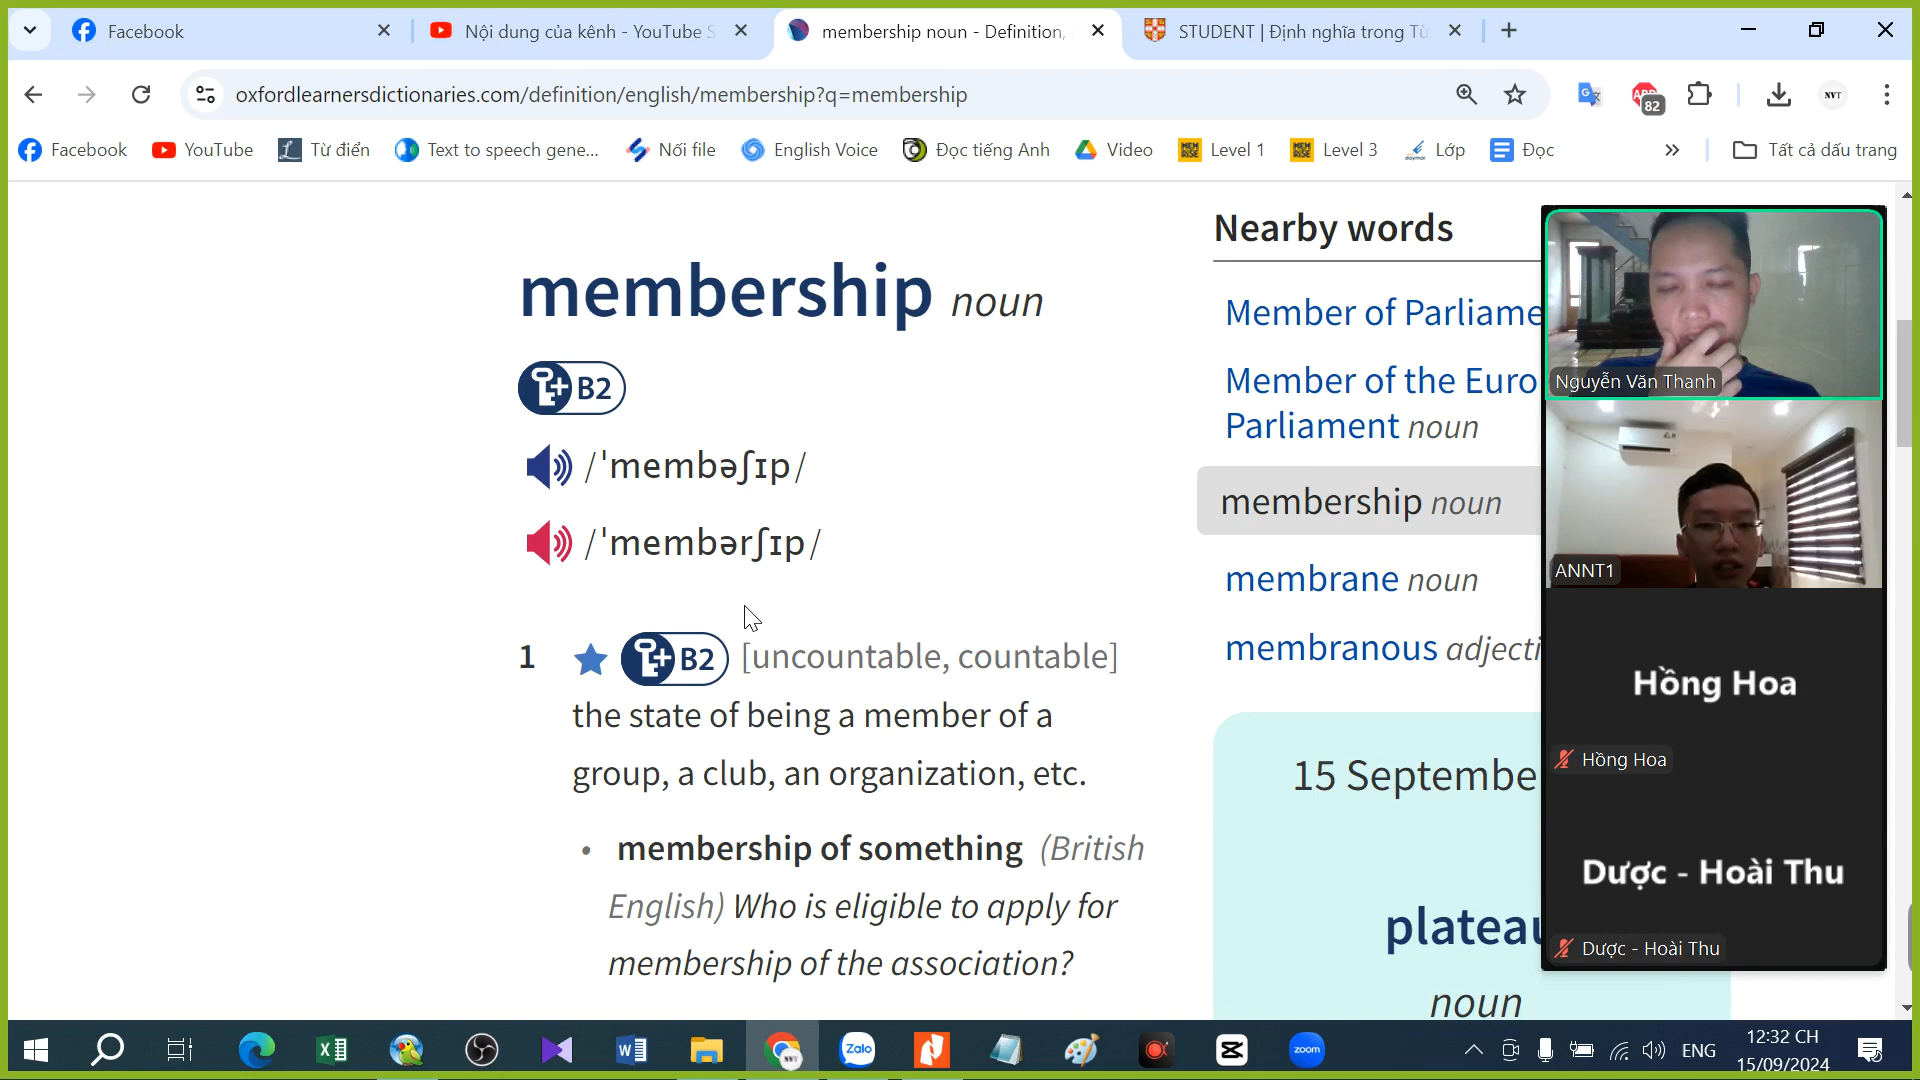 Facebook
Nội dung của kênh - YouTube S
membership noun - Definition,
STUDENT | Định nghĩa trong Từ
oxfordlearnersdictionaries.com/definition/english/membership?q=membership
82
NVT
Facebook
YouTube
Từ điển
Text to speech gene...
Nối file
English Voice
Đọc tiếng Anh
Video
Level 1
Level 3
Lớp
Đọc
Tất cả dấu trang
membership noun
B2
/ˈmembəʃɪp/
/ˈmembərʃɪp/
1 B2 [uncountable, countable]
the state of being a member of a
group, a club, an organization, etc.
• membership of something (British
English) Who is eligible to apply for
membership of the association?
Nearby words
Member of Parliame
Member of the Euro
Parliament noun
membership noun
membrane noun
membranous adjecti
15 Septembe
plateau
noun
Nguyễn Văn Thanh
ANNT1
Hồng Hoa
Hồng Hoa
Dược - Hoài Thu
Dược - Hoài Thu
Zalo
zoom
ENG
12:32 CH
15/09/2024